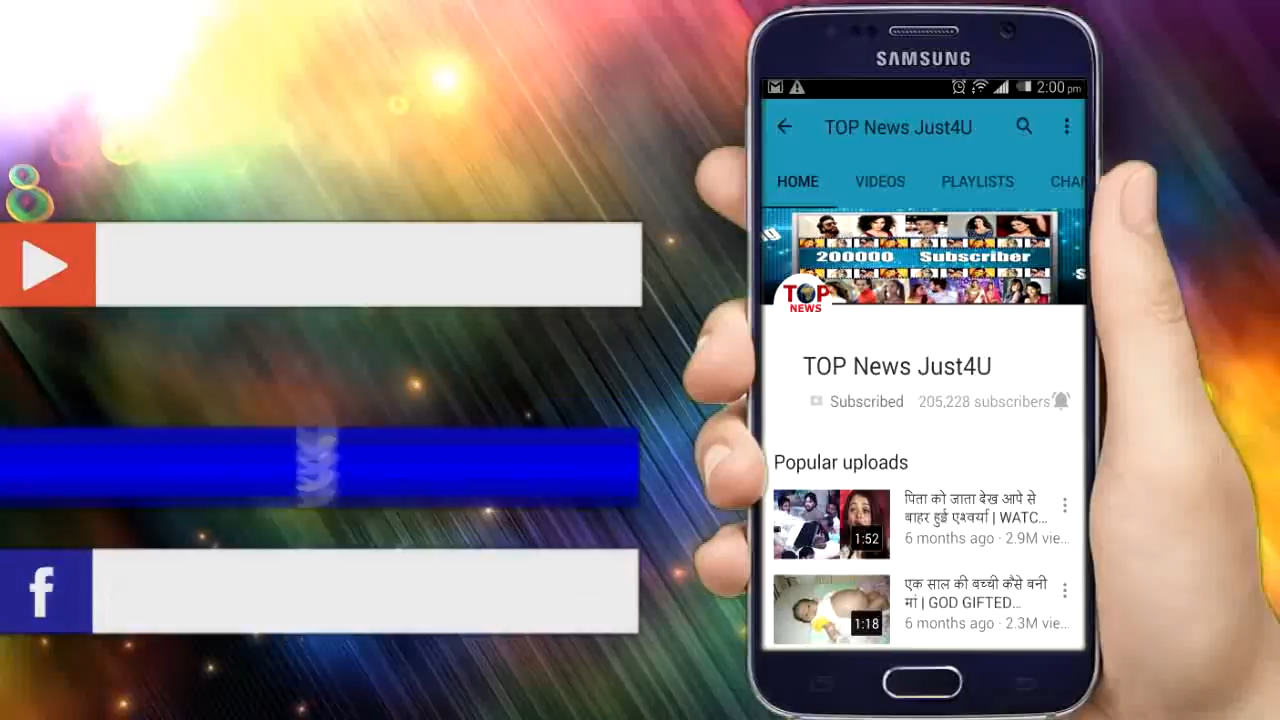 SAMSUNG
2:00 pm
TOP News Just4U
HOME VIDEOS PLAYLISTS CHA
200000 Subscriber
TOP
NEWS
TOP News Just4U
Subscribed 205,228 subscribers
Popular uploads
पिता को जाता देख आपे से
बाहर हुई एश्वर्या | WATC...
6 months ago · 2.9M vie...
1:52
एक साल की बच्ची कैसे बनी
मां | GOD GIFTED...
6 months ago · 2.3M vie...
1:18
f